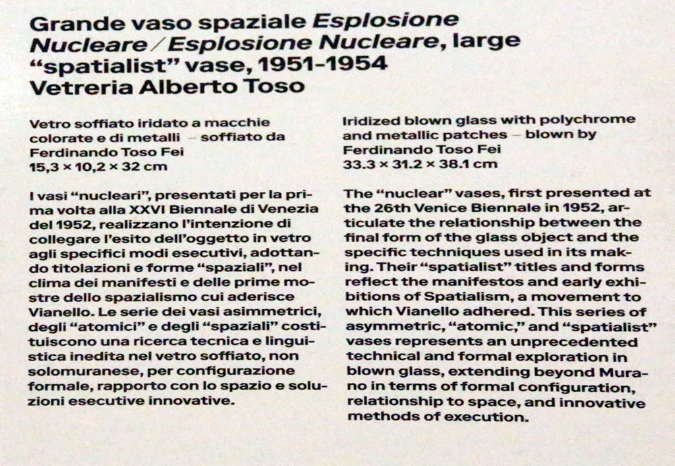 Grande vaso spaziale Esplosione
Nucleare/Esplosione Nucleare, large
“spatialist” vase, 1951-1954
Vetreria Alberto Toso
Vetro soffiato iridato a macchie
colorate e di metalli – soffiato da
Ferdinando Toso Fei
15,3 × 10,2 × 32 cm
I vasi “nucleari”, presentati per la pri-
ma volta alla XXVI Biennale di Venezia
del 1952, realizzano l’intenzione di
collegare l’esito dell’oggetto in vetro
agli specifici modi esecutivi, adottan-
do titolazioni e forme “spaziali”, nel
clima dei manifesti e delle prime mo-
stre dello spazialismo cui aderisce
Vianello. Le serie dei vasi asimmetrici,
degli “atomici” e degli “spaziali” costi-
tuiscono una ricerca tecnica e lingui-
stica inedita nel vetro soffiato, non
solomuranese, per configurazione
formale, rapporto con lo spazio e solu-
zioni esecutive innovative.
Iridized blown glass with polychrome
and metallic patches – blown by
Ferdinando Toso Fei
33.3 × 31.2 × 38.1 cm
The “nuclear” vases, first presented at
the 26th Venice Biennale in 1952, ar-
ticulate the relationship between the
final form of the glass object and the
specific techniques used in its mak-
ing. Their “spatialist” titles and forms
reflect the manifestos and early exhi-
bitions of Spatialism, a movement to
which Vianello adhered. This series of
asymmetric, “atomic,” and “spatialist”
vases represents an unprecedented
technical and formal exploration in
blown glass, extending beyond Mura-
no in terms of formal configuration,
relationship to space, and innovative
methods of execution.